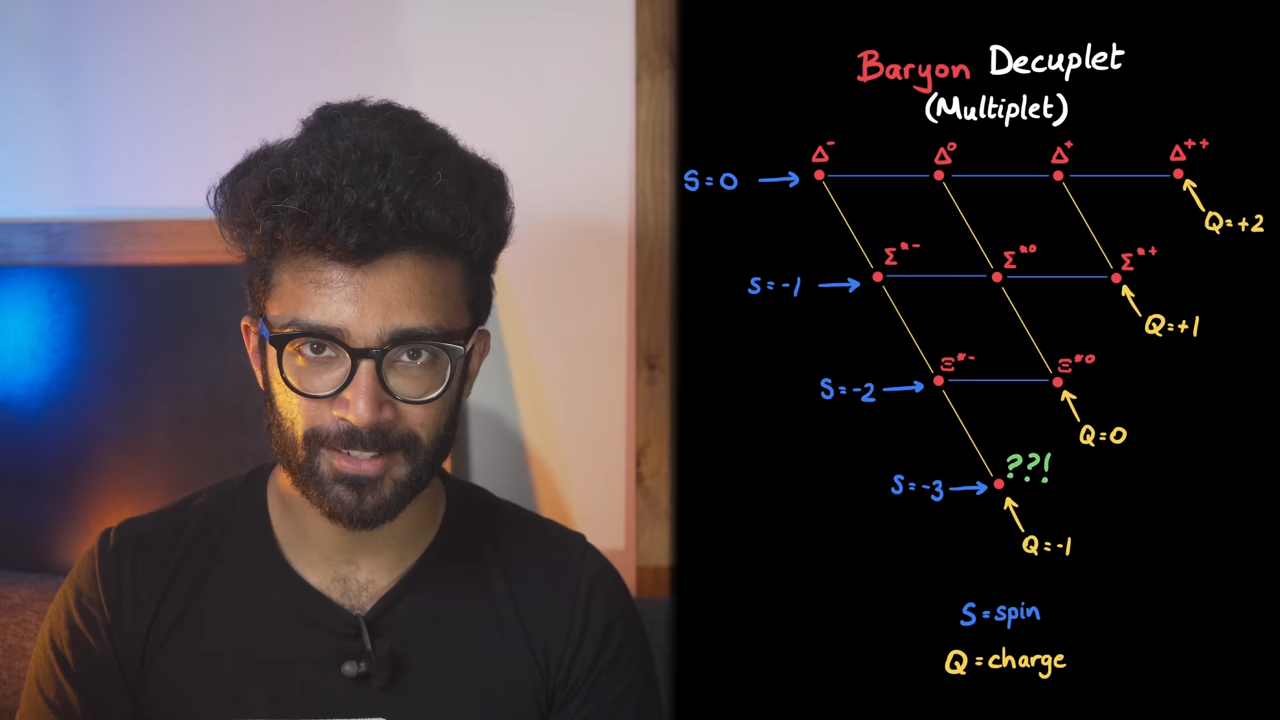 Baryon Decuplet
(Multiplet)
Δ⁻ Δ⁰ Δ⁺ Δ⁺⁺
S=0 →
Q=+2
Σ*⁻ Σ*⁰ Σ*⁺
S=-1 →
Q=+1
Ξ*⁻ Ξ*⁰
S=-2 →
Q=0
??!
S=-3 →
Q=-1
S=spin
Q=charge